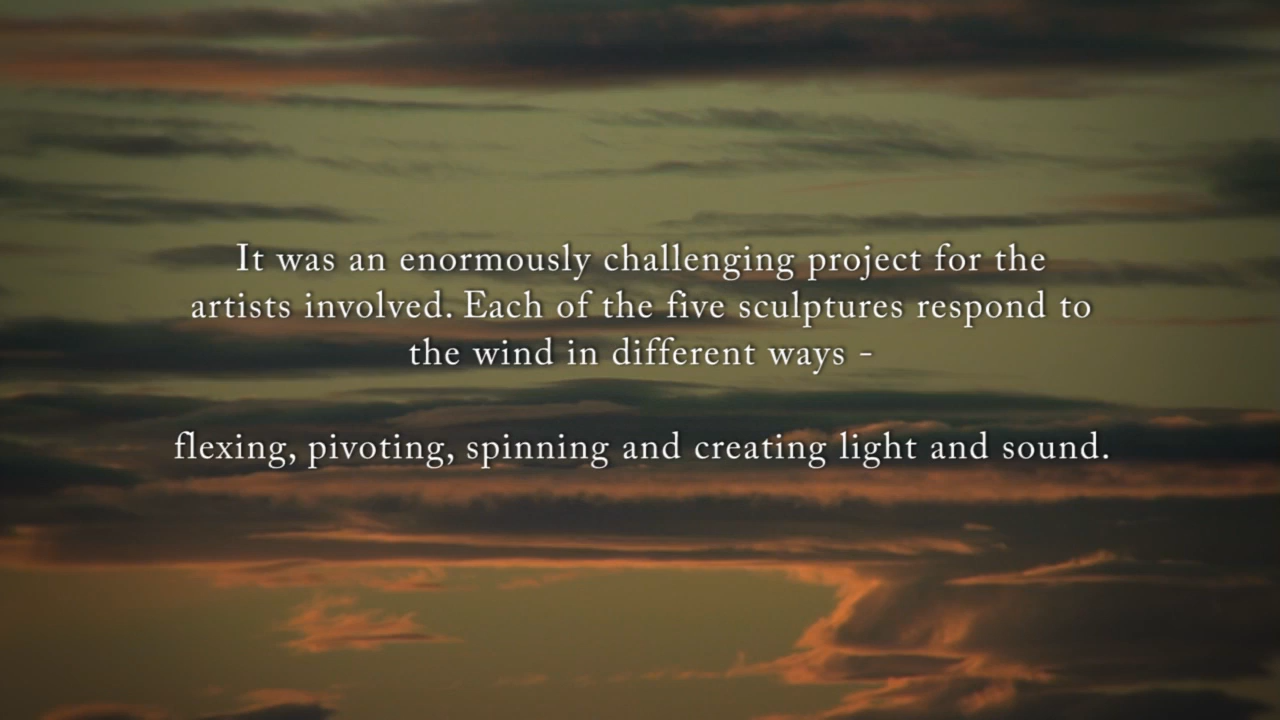 It was an enormously challenging project for the
artists involved. Each of the five sculptures respond to
the wind in different ways -
flexing, pivoting, spinning and creating light and sound.